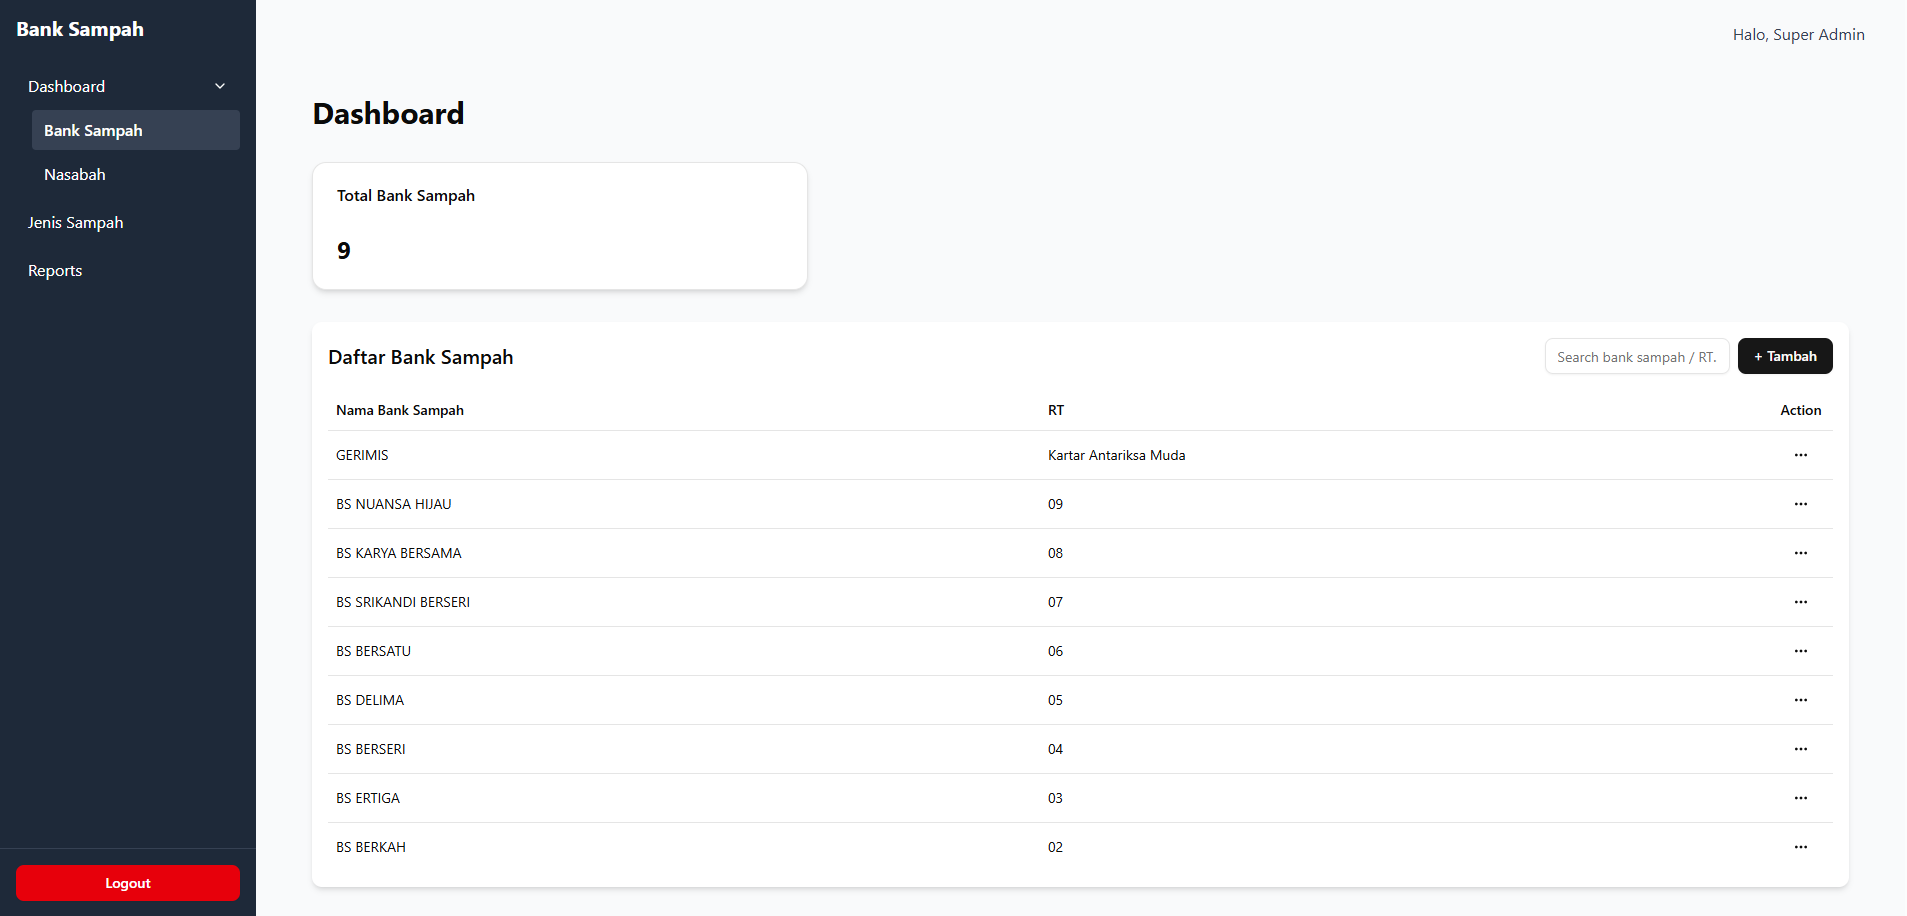 Bank Sampah
Dashboard
Bank Sampah
Nasabah
Jenis Sampah
Reports
Logout
Halo, Super Admin
Dashboard
Total Bank Sampah
9
Daftar Bank Sampah
Search bank sampah / RT.
+ Tambah
Nama Bank Sampah RT Action
GERIMIS Kartar Antariksa Muda ...
BS NUANSA HIJAU 09 ...
BS KARYA BERSAMA 08 ...
BS SRIKANDI BERSERI 07 ...
BS BERSATU 06 ...
BS DELIMA 05 ...
BS BERSERI 04 ...
BS ERTIGA 03 ...
BS BERKAH 02 ...